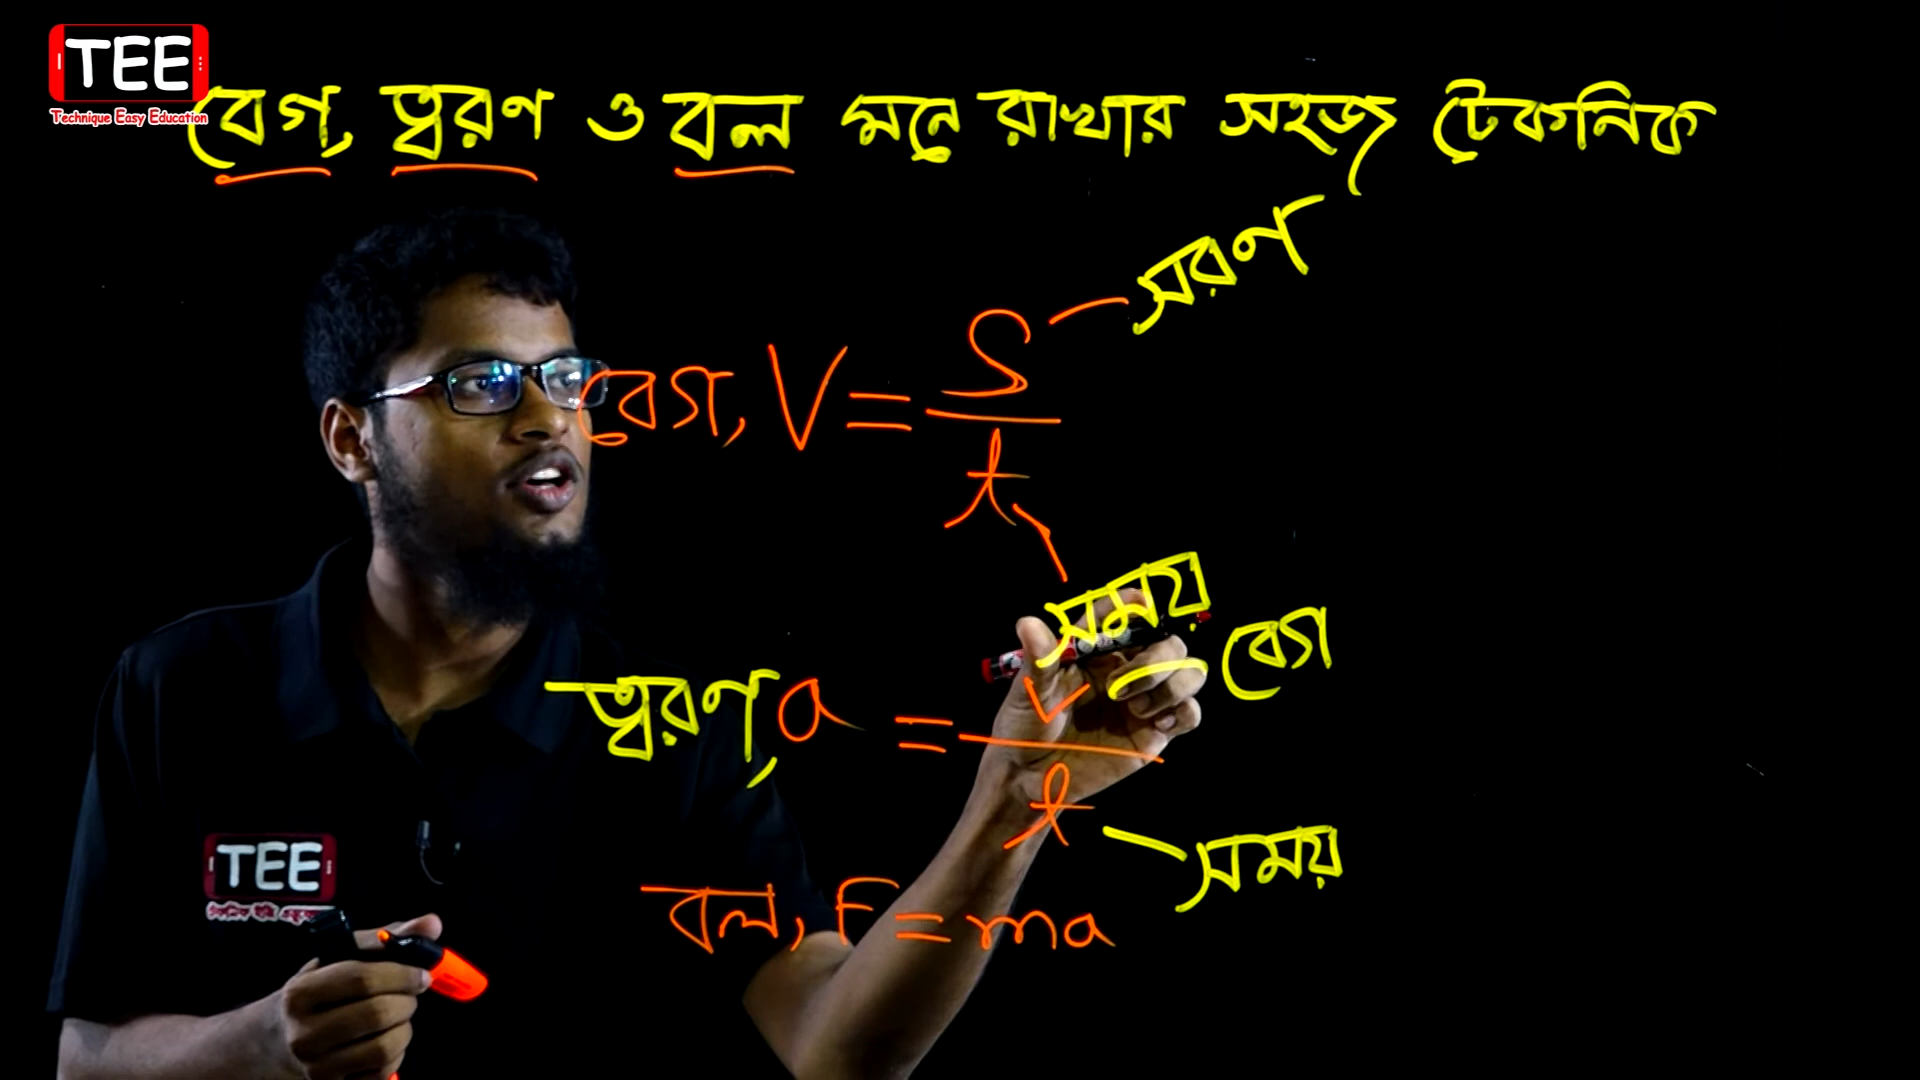 TEE
Technique Easy Education
বেগ, ত্বরণ ও বল মনে রাখার সহজ টেকনিক
সরণ
বেগ, V = S/t
সময়
বেগ
ত্বরণ, a = v/t
সময়
বল, F = ma
TEE